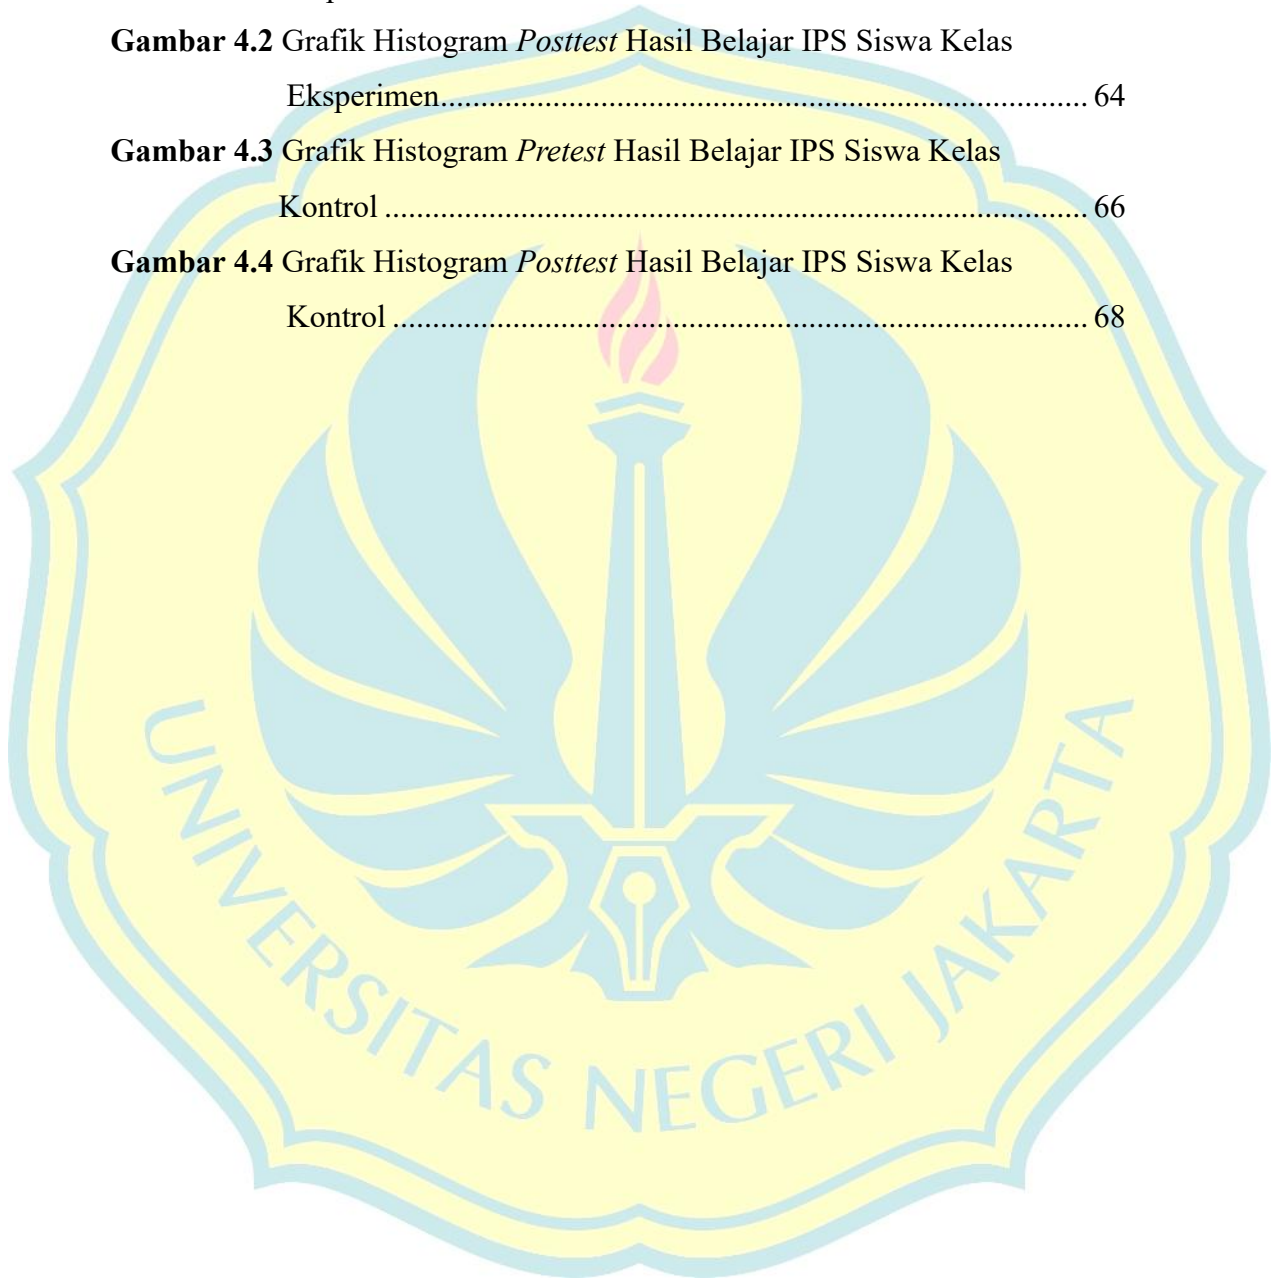 Gambar 4.2 Grafik Histogram Posttest Hasil Belajar IPS Siswa Kelas
Eksperimen................................................................................. 64
Gambar 4.3 Grafik Histogram Pretest Hasil Belajar IPS Siswa Kelas
Kontrol ........................................................................................ 66
Gambar 4.4 Grafik Histogram Posttest Hasil Belajar IPS Siswa Kelas
Kontrol ....................................................................................... 68
UNIVERSITAS NEGERI JAKARTA